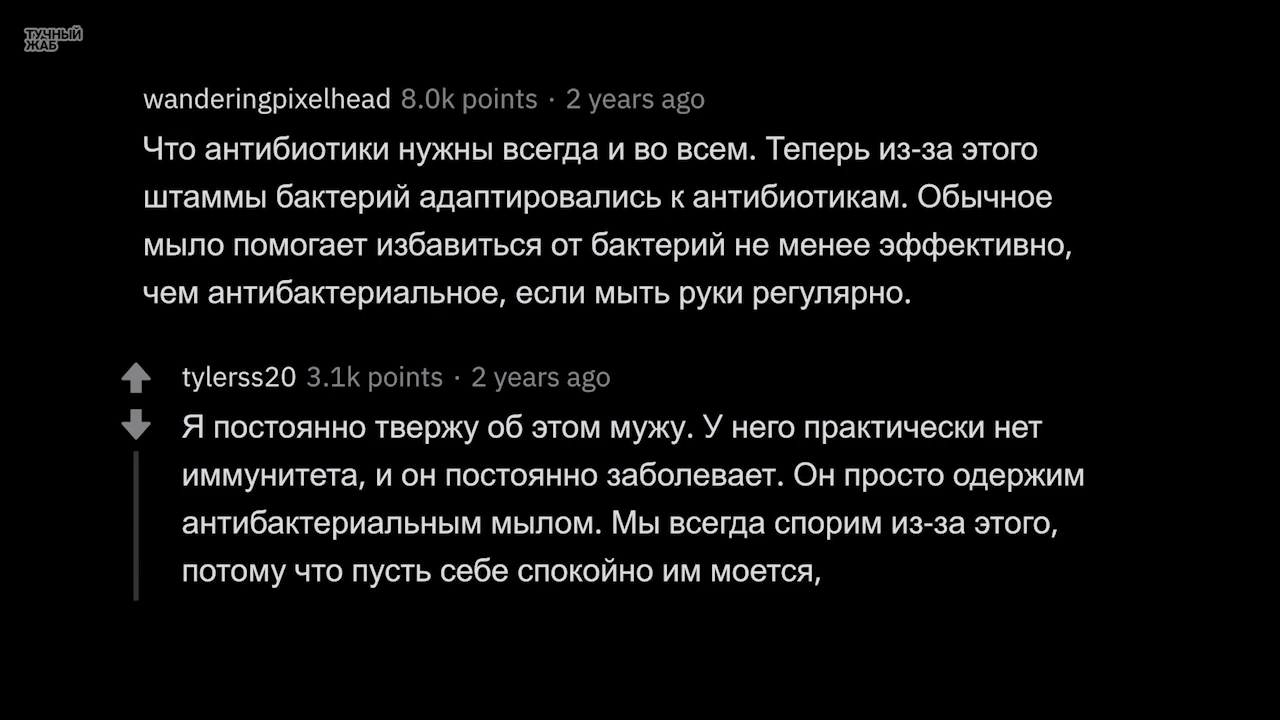 ТУЧНЫЙ
ЖАБ
wanderingpixelhead 8.0k points · 2 years ago
Что антибиотики нужны всегда и во всем. Теперь из-за этого
штаммы бактерий адаптировались к антибиотикам. Обычное
мыло помогает избавиться от бактерий не менее эффективно,
чем антибактериальное, если мыть руки регулярно.
tylerss20 3.1k points · 2 years ago
Я постоянно твержу об этом мужу. У него практически нет
иммунитета, и он постоянно заболевает. Он просто одержим
антибактериальным мылом. Мы всегда спорим из-за этого,
потому что пусть себе спокойно им моется,